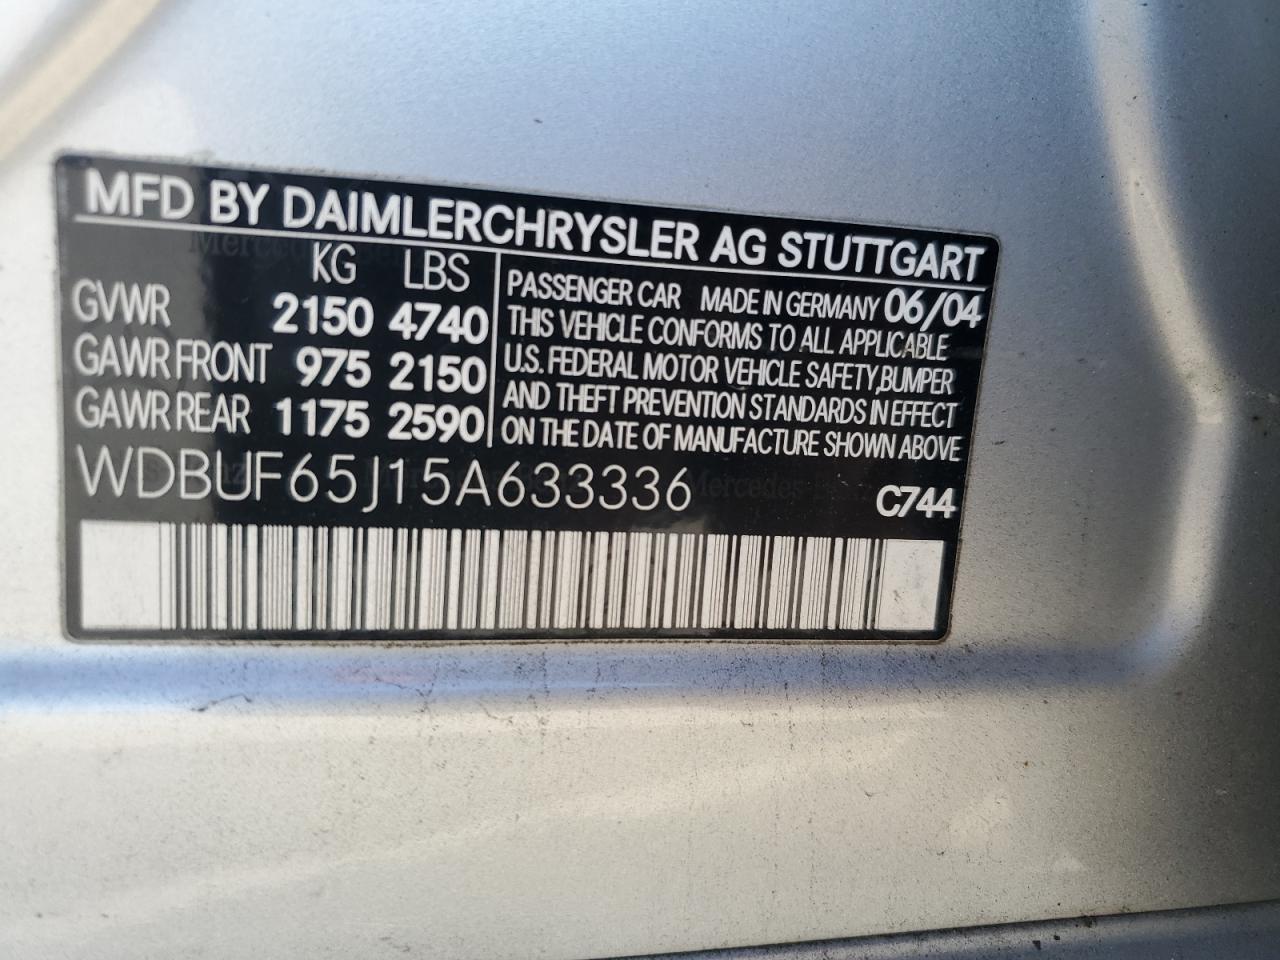 MFD BY DAIMLERCHRYSLER AG STUTTGART
KG LBS
GVWR 2150 4740
GAWR FRONT 975 2150
GAWR REAR 1175 2590
PASSENGER CAR MADE IN GERMANY 06/04
THIS VEHICLE CONFORMS TO ALL APPLICABLE
U.S. FEDERAL MOTOR VEHICLE SAFETY,BUMPER
AND THEFT PREVENTION STANDARDS IN EFFECT
ON THE DATE OF MANUFACTURE SHOWN ABOVE
WDBUF65J15A633336
C744